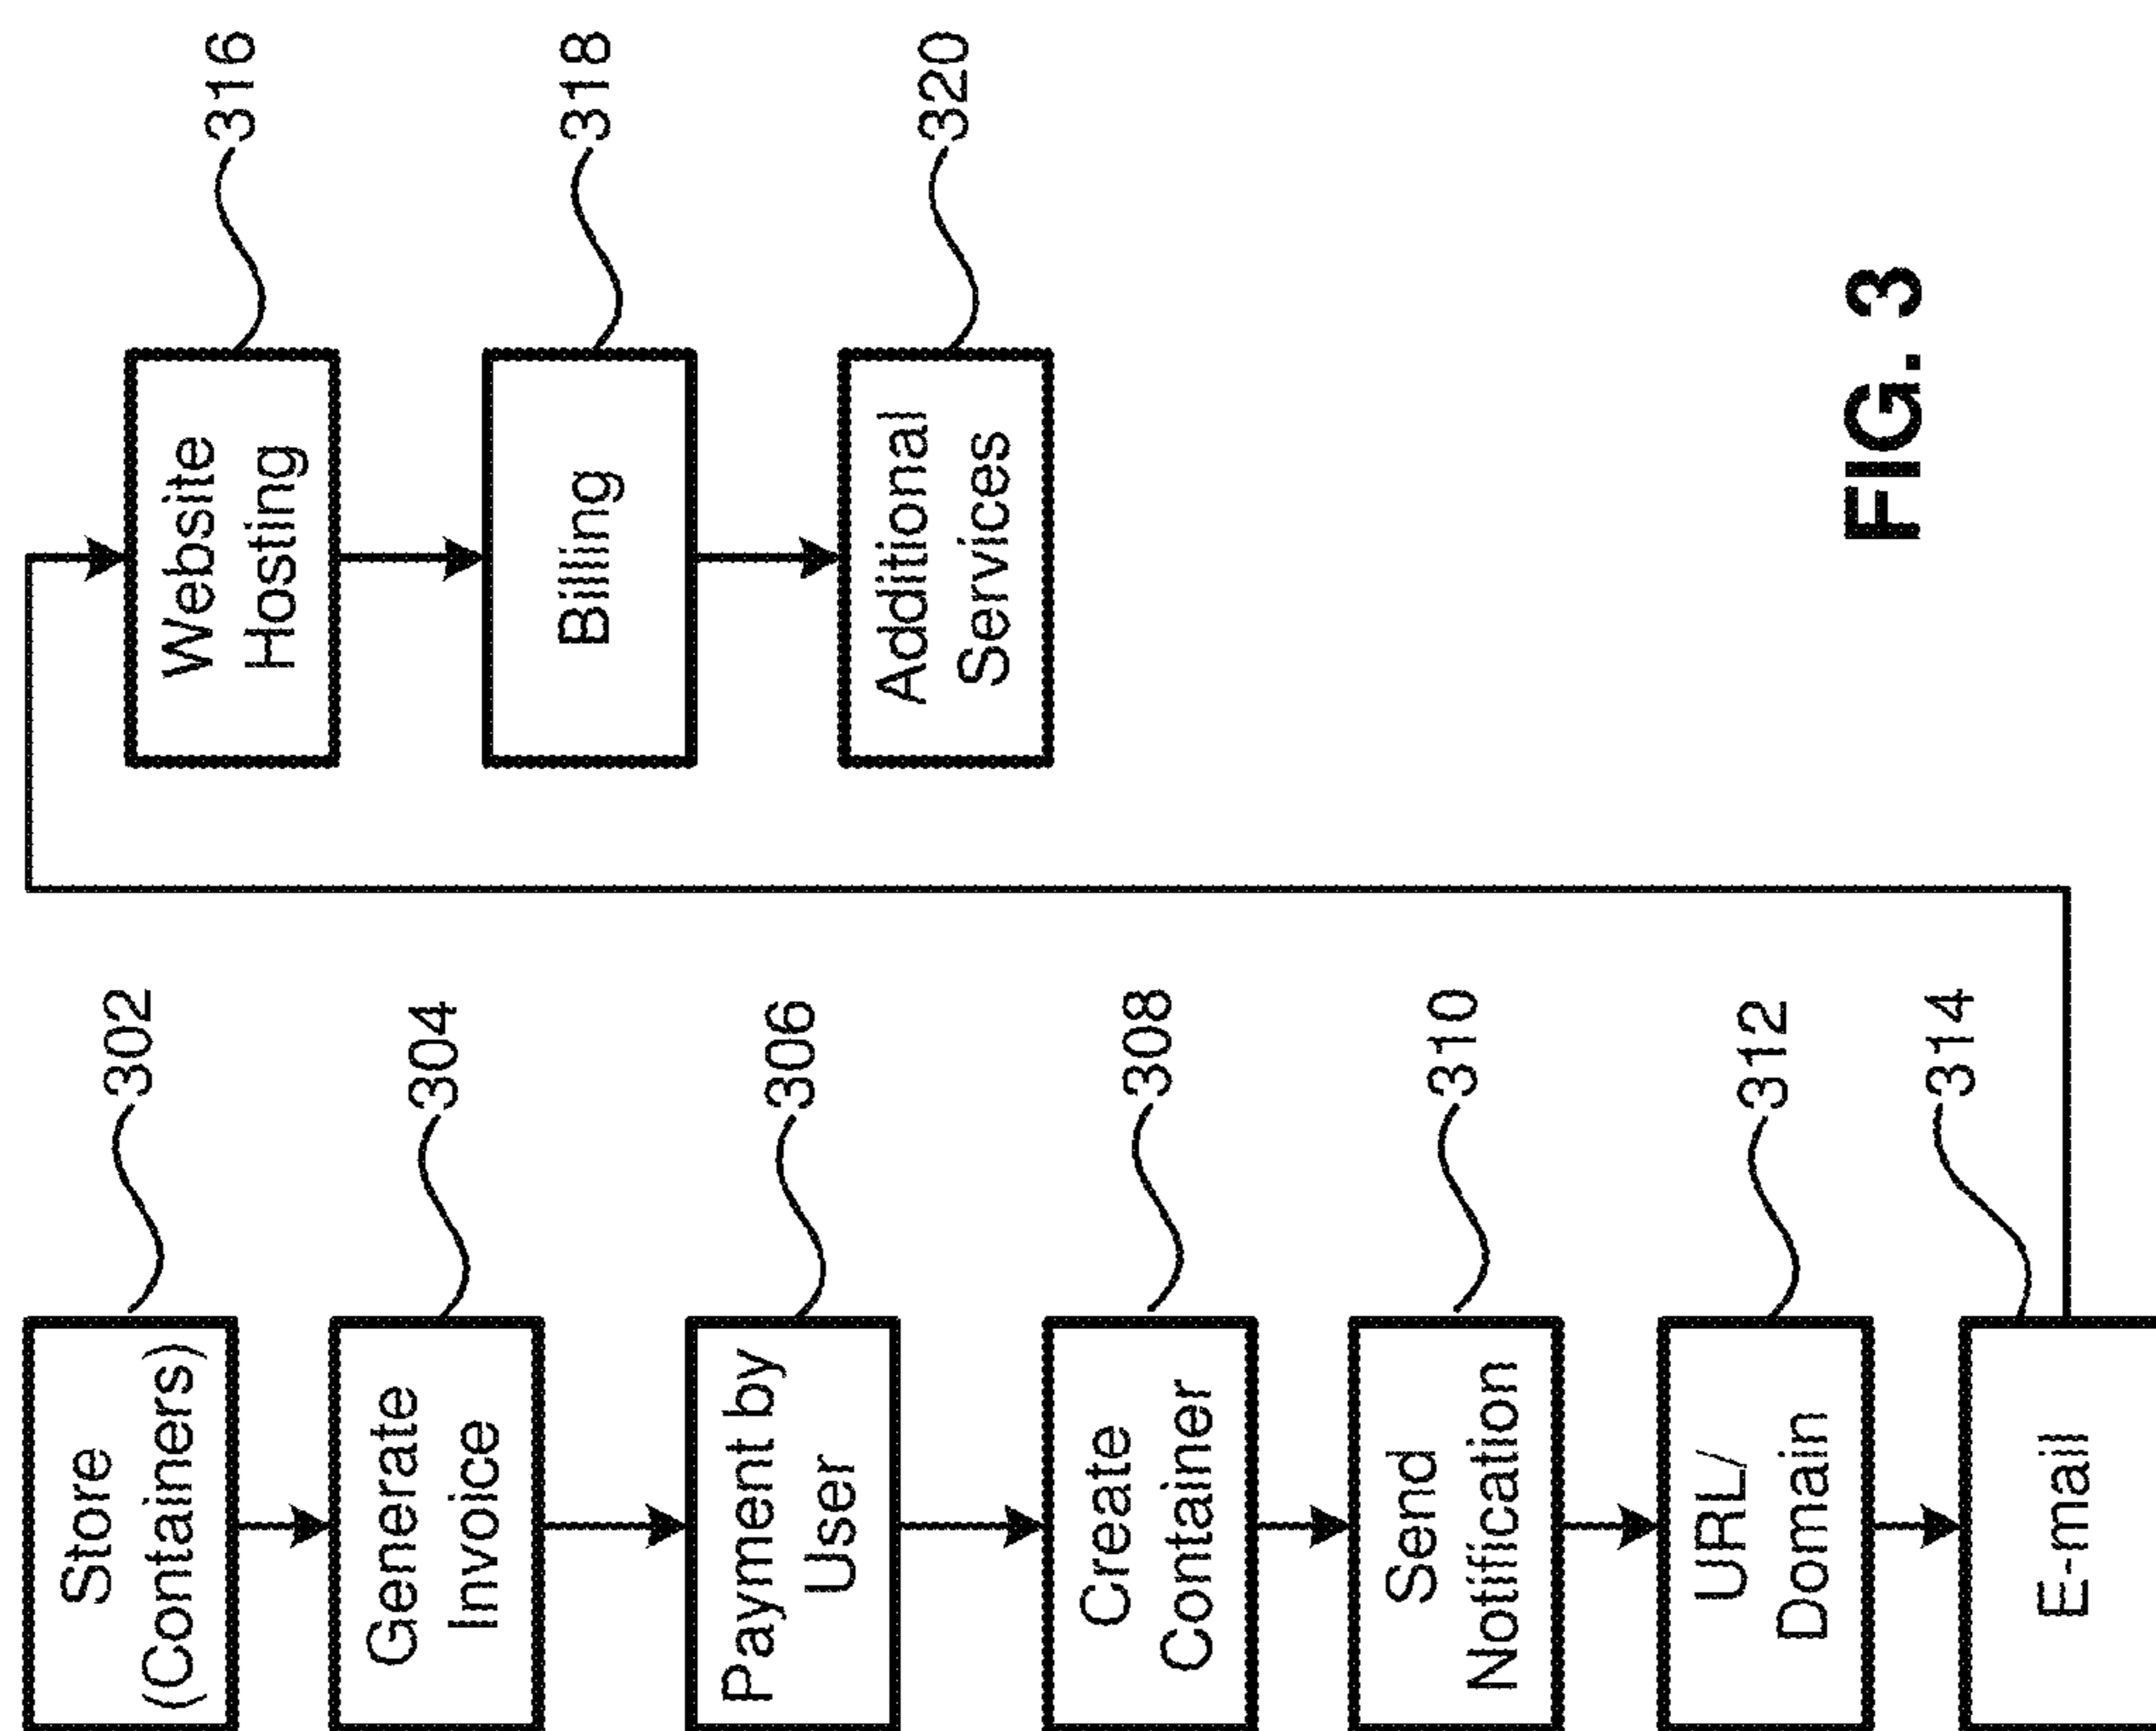 Store
(Containers)
302
Generate
Invoice
304
Payment by
User
306
Create
Container
308
Send
Notification
310
URL/
Domain
312
E-mail
314
Website
Hosting
316
Billing
318
Additional
Services
320
FIG. 3